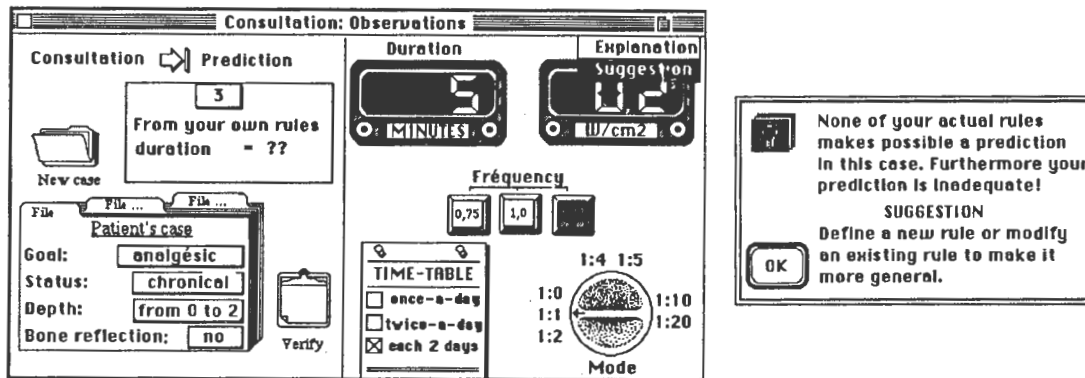 Consultation: Observations
Consultation Prediction
3
From your own rules
duration = ??
New case
File
File ...
File ...
Patient's case
Goal: analgésic
Status: chronical
Depth: from 0 to 2
Bone reflection: no
Verify
Duration
5
MINUTES
Explanation
Suggestion
W/cm2
Fréquency
0,75
1,0
TIME-TABLE
once-a-day
twice-a-day
each 2 days
1:4 1:5
1:0
1:1
1:2
1:10
1:20
Mode
None of your actual rules
makes possible a prediction
in this case. Furthermore your
prediction is inadequate!
SUGGESTION
Define a new rule or modify
an existing rule to make it
more general.
OK